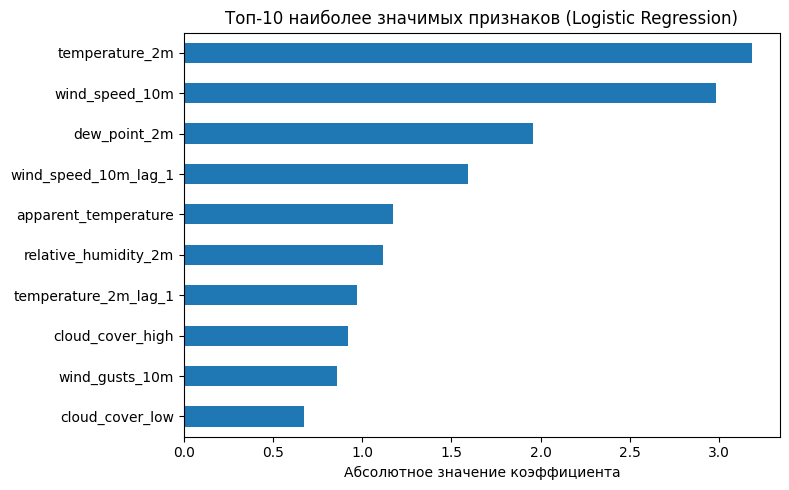 Топ-10 наиболее значимых признаков (Logistic Regression)
temperature_2m
wind_speed_10m
dew_point_2m
wind_speed_10m_lag_1
apparent_temperature
relative_humidity_2m
temperature_2m_lag_1
cloud_cover_high
wind_gusts_10m
cloud_cover_low
0.0 0.5 1.0 1.5 2.0 2.5 3.0
Абсолютное значение коэффициента